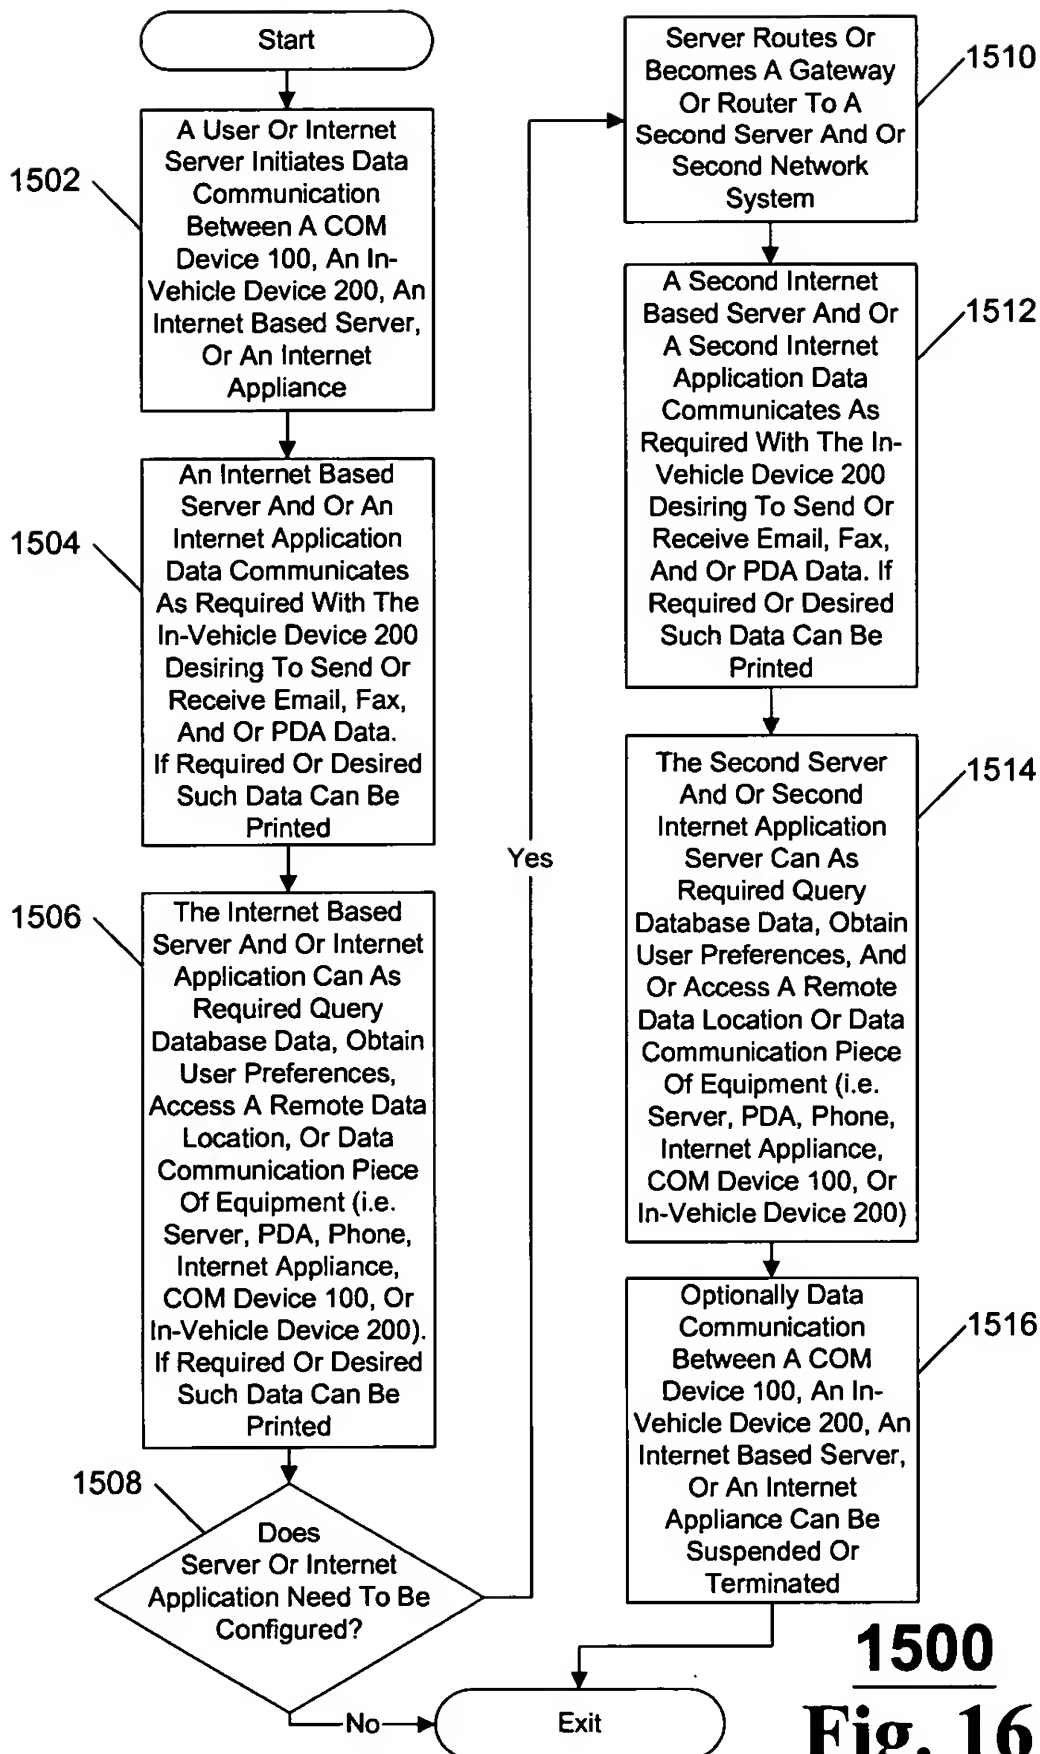 Start
1502
A User Or Internet
Server Initiates Data
Communication
Between A COM
Device 100, An In-
Vehicle Device 200, An
Internet Based Server,
Or An Internet
Appliance
1504
An Internet Based
Server And Or An
Internet Application
Data Communicates
As Required With The
In-Vehicle Device 200
Desiring To Send Or
Receive Email, Fax,
And Or PDA Data.
If Required Or Desired
Such Data Can Be
Printed
1506
The Internet Based
Server And Or Internet
Application Can As
Required Query
Database Data, Obtain
User Preferences,
Access A Remote Data
Location, Or Data
Communication Piece
Of Equipment (i.e.
Server, PDA, Phone,
Internet Appliance,
COM Device 100, Or
In-Vehicle Device 200).
If Required Or Desired
Such Data Can Be
Printed
1508
Does
Server Or Internet
Application Need To Be
Configured?
No
Yes
Server Routes Or
Becomes A Gateway
Or Router To A
Second Server And Or
Second Network
System
1510
A Second Internet
Based Server And Or
A Second Internet
Application Data
Communicates As
Required With The In-
Vehicle Device 200
Desiring To Send Or
Receive Email, Fax,
And Or PDA Data. If
Required Or Desired
Such Data Can Be
Printed
1512
The Second Server
And Or Second
Internet Application
Server Can As
Required Query
Database Data, Obtain
User Preferences, And
Or Access A Remote
Data Location Or Data
Communication Piece
Of Equipment (i.e.
Server, PDA, Phone,
Internet Appliance,
COM Device 100, Or
In-Vehicle Device 200)
1514
Optionally Data
Communication
Between A COM
Device 100, An In-
Vehicle Device 200, An
Internet Based Server,
Or An Internet
Appliance Can Be
Suspended Or
Terminated
1516
Exit
1500
Fig. 16